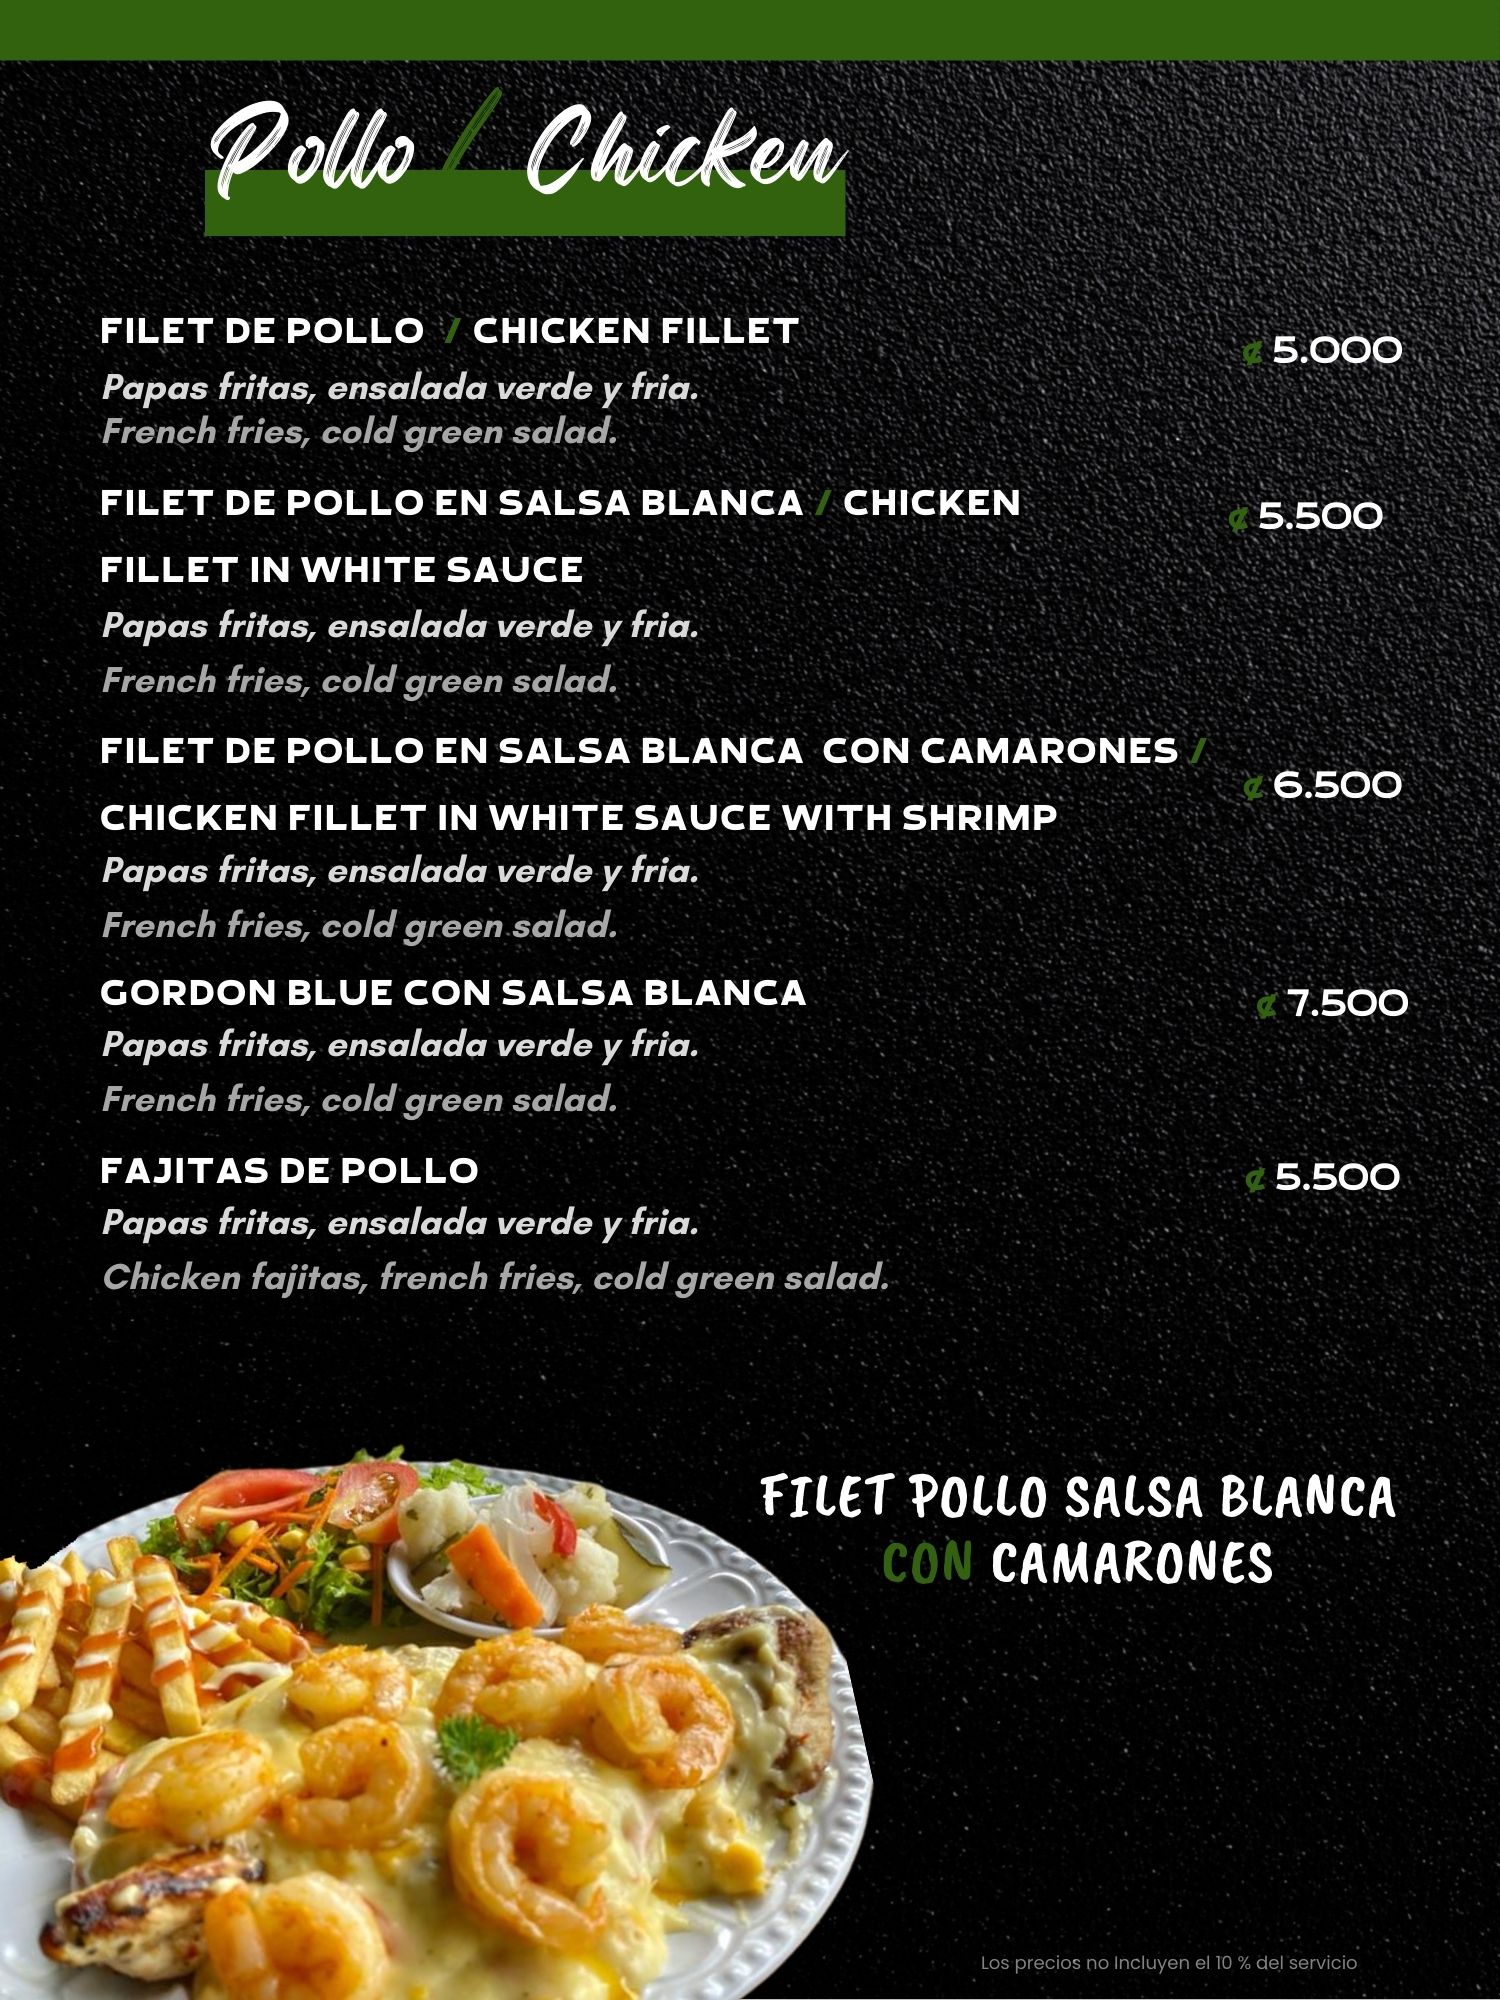 Pollo / Chicken
FILET DE POLLO / CHICKEN FILLET
¢ 5.000
Papas fritas, ensalada verde y fria.
French fries, cold green salad.
FILET DE POLLO EN SALSA BLANCA / CHICKEN
¢ 5.500
FILLET IN WHITE SAUCE
Papas fritas, ensalada verde y fria.
French fries, cold green salad.
FILET DE POLLO EN SALSA BLANCA CON CAMARONES /
¢ 6.500
CHICKEN FILLET IN WHITE SAUCE WITH SHRIMP
Papas fritas, ensalada verde y fria.
French fries, cold green salad.
GORDON BLUE CON SALSA BLANCA
¢ 7.500
Papas fritas, ensalada verde y fria.
French fries, cold green salad.
FAJITAS DE POLLO
¢ 5.500
Papas fritas, ensalada verde y fria.
Chicken fajitas, french fries, cold green salad.
FILET POLLO SALSA BLANCA
CON CAMARONES
Los precios no Incluyen el 10 % del servicio